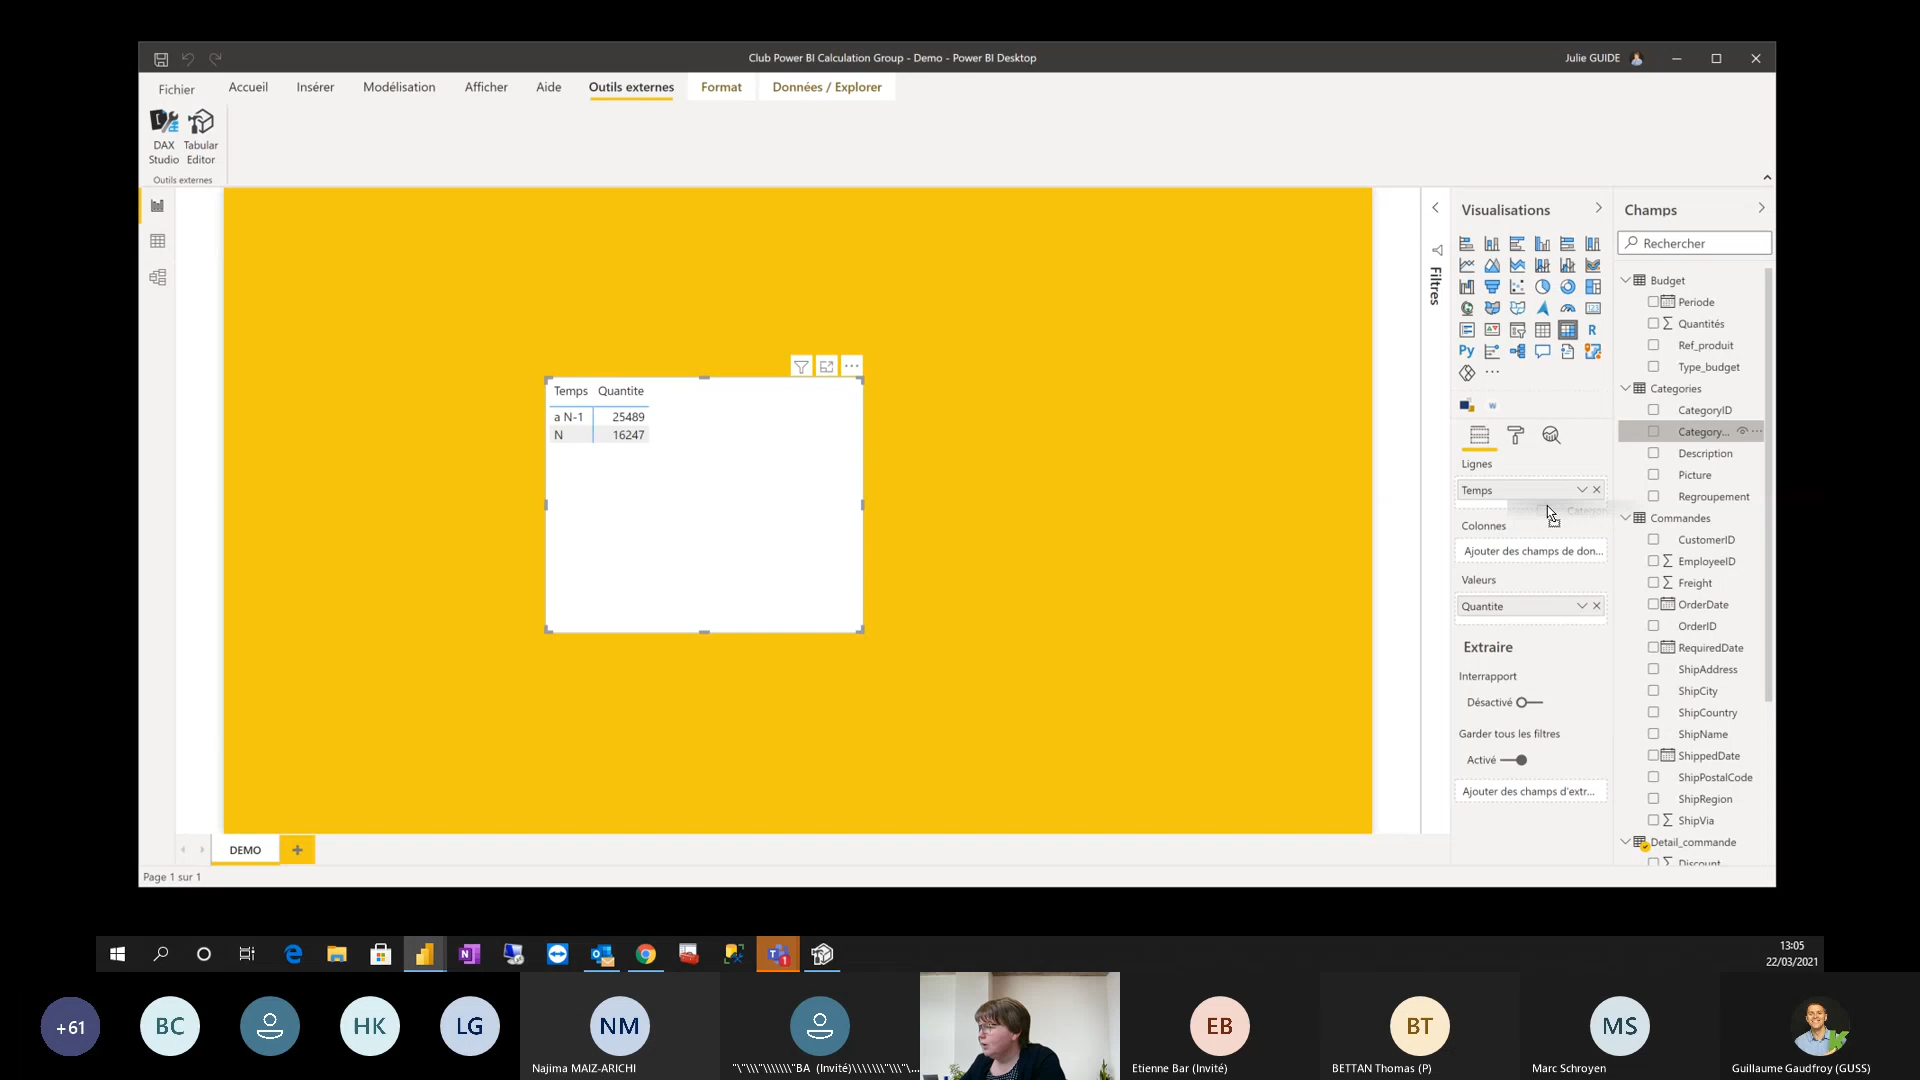 Club Power BI Calculation Group - Demo - Power BI Desktop
Julie GUIDE
Fichier
Accueil
Insérer
Modélisation
Afficher
Aide
Outils externes
Format
Données / Explorer
DAX Studio
Tabular Editor
Outils externes
Temps Quantite
a N-1 25489
N 16247
Filtres
Visualisations
R
Py
Lignes
Temps
Colonnes
Ajouter des champs de don...
Valeurs
Quantite
Extraire
Interrapport
Désactivé
Garder tous les filtres
Activé
Ajouter des champs d'extr...
Champs
Rechercher
Budget
Periode
Quantités
Ref_produit
Type_budget
Categories
CategoryID
Category...
Description
Picture
Regroupement
Commandes
CustomerID
EmployeeID
Freight
OrderDate
OrderID
RequiredDate
ShipAddress
ShipCity
ShipCountry
ShipName
ShippedDate
ShipPostalCode
ShipRegion
ShipVia
Detail_commande
Discount
DEMO
Page 1 sur 1
13:05
22/03/2021
+61
BC
HK
LG
NM
EB
BT
MS
Najima MAIZ-ARICHI
"\"\\\"\\\\\\\"BA (Invité)\\\\\\\"\\\"\...
Etienne Bar (Invité)
BETTAN Thomas (P)
Marc Schroyen
Guillaume Gaudfroy (GUSS)